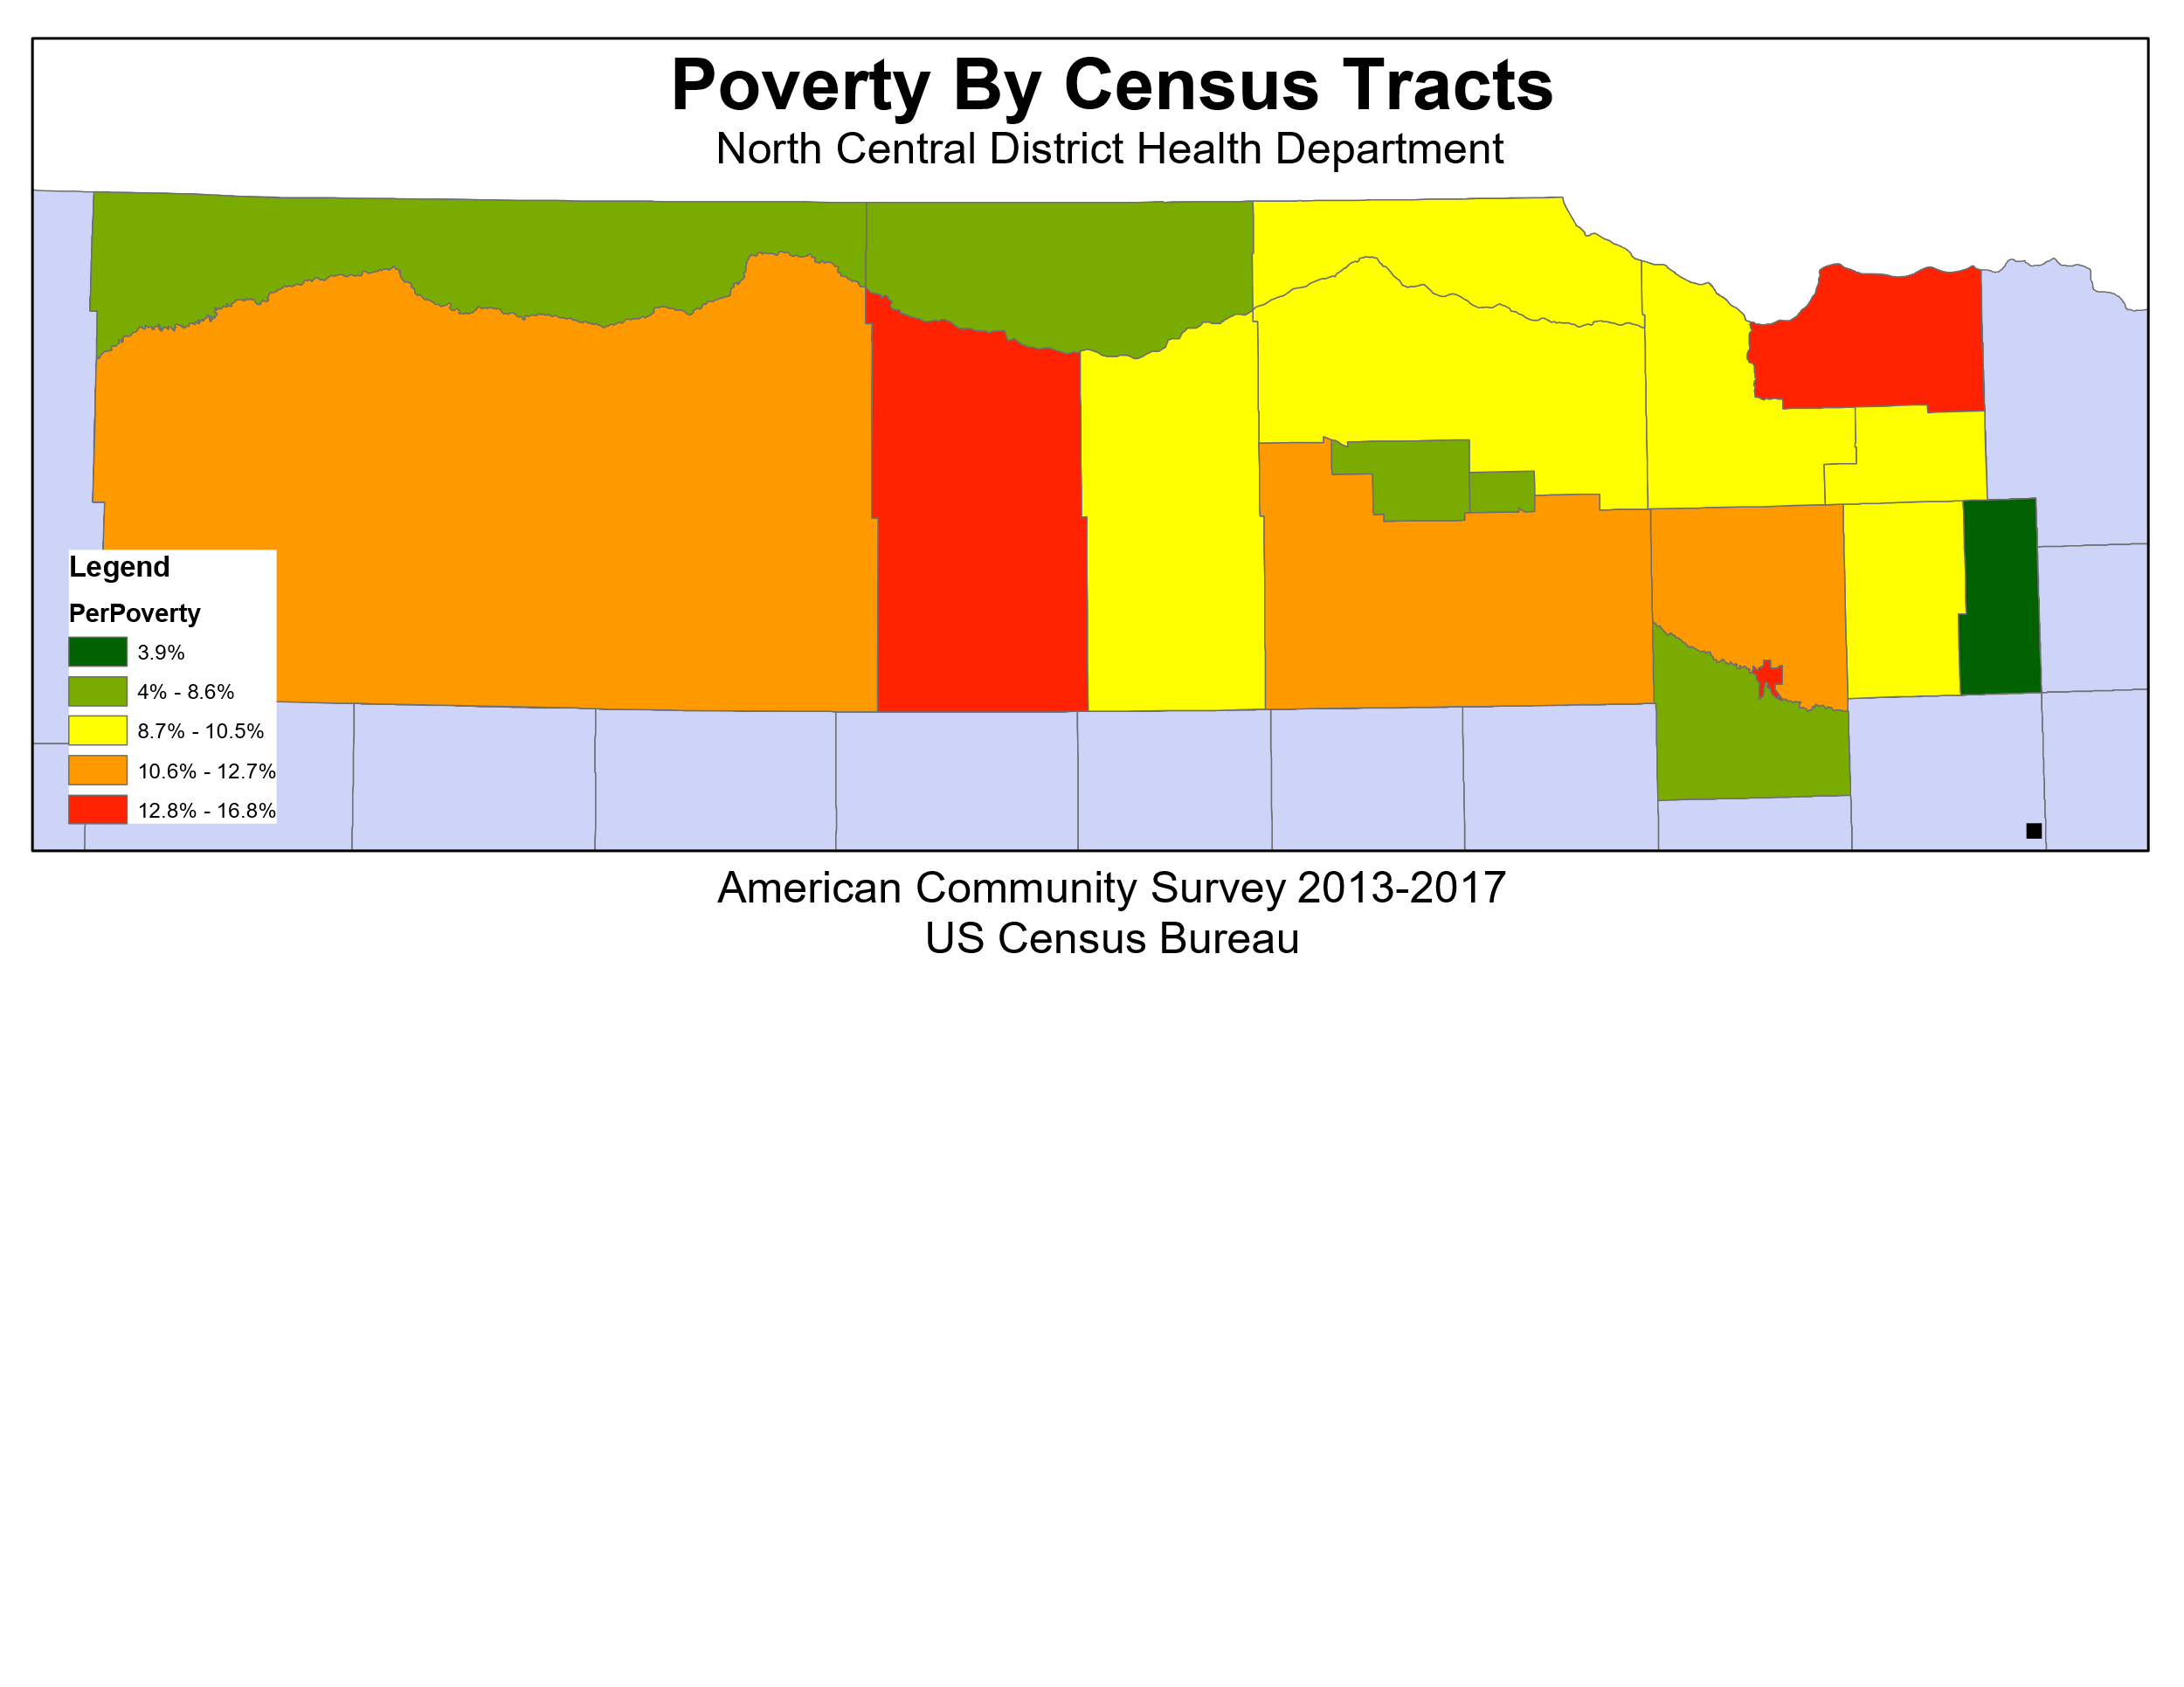 Poverty By Census Tracts
North Central District Health Department
Legend
PerPoverty
3.9%
4% - 8.6%
8.7% - 10.5%
10.6% - 12.7%
12.8% - 16.8%
American Community Survey 2013-2017
US Census Bureau